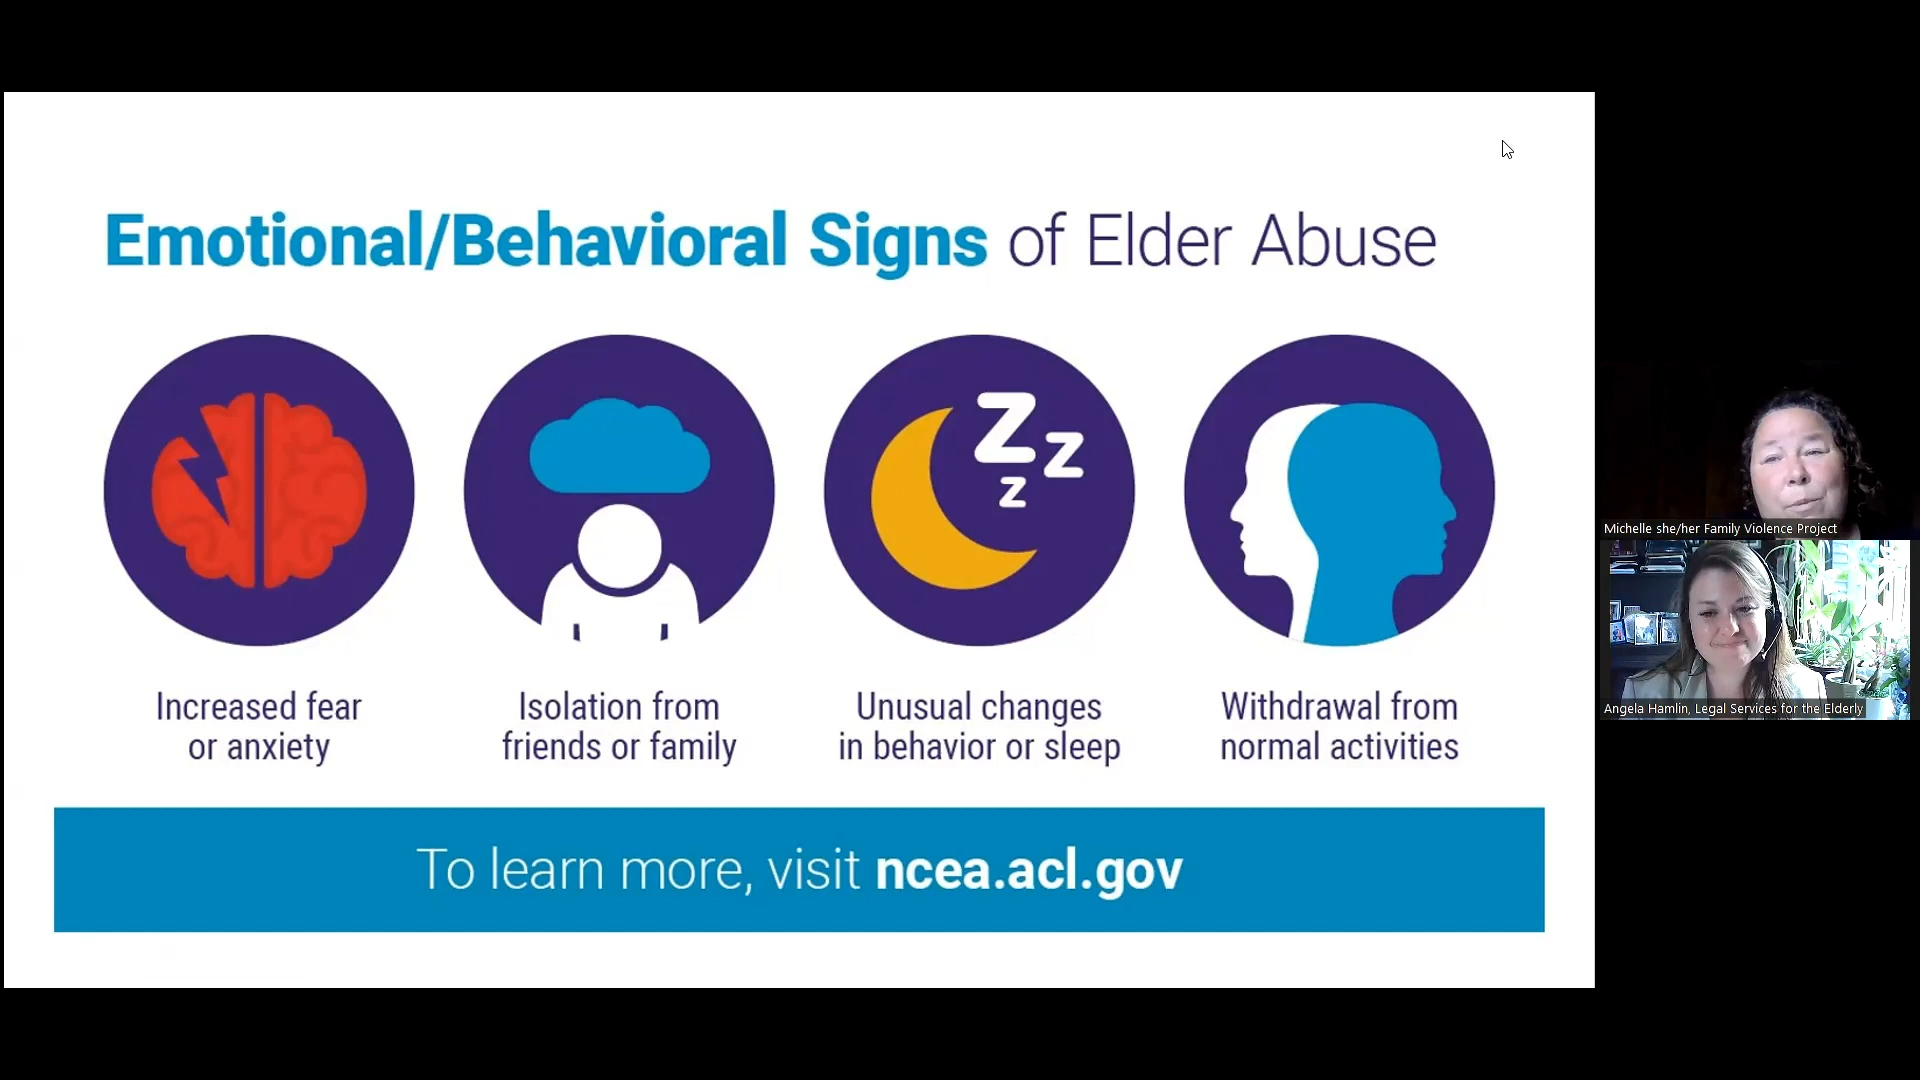 Emotional/Behavioral Signs of Elder Abuse
Z
Z
Z
Increased fear
or anxiety
Isolation from
friends or family
Unusual changes
in behavior or sleep
Withdrawal from
normal activities
To learn more, visit ncea.acl.gov
Michelle she/her Family Violence Project
Angela Hamlin, Legal Services for the Elderly